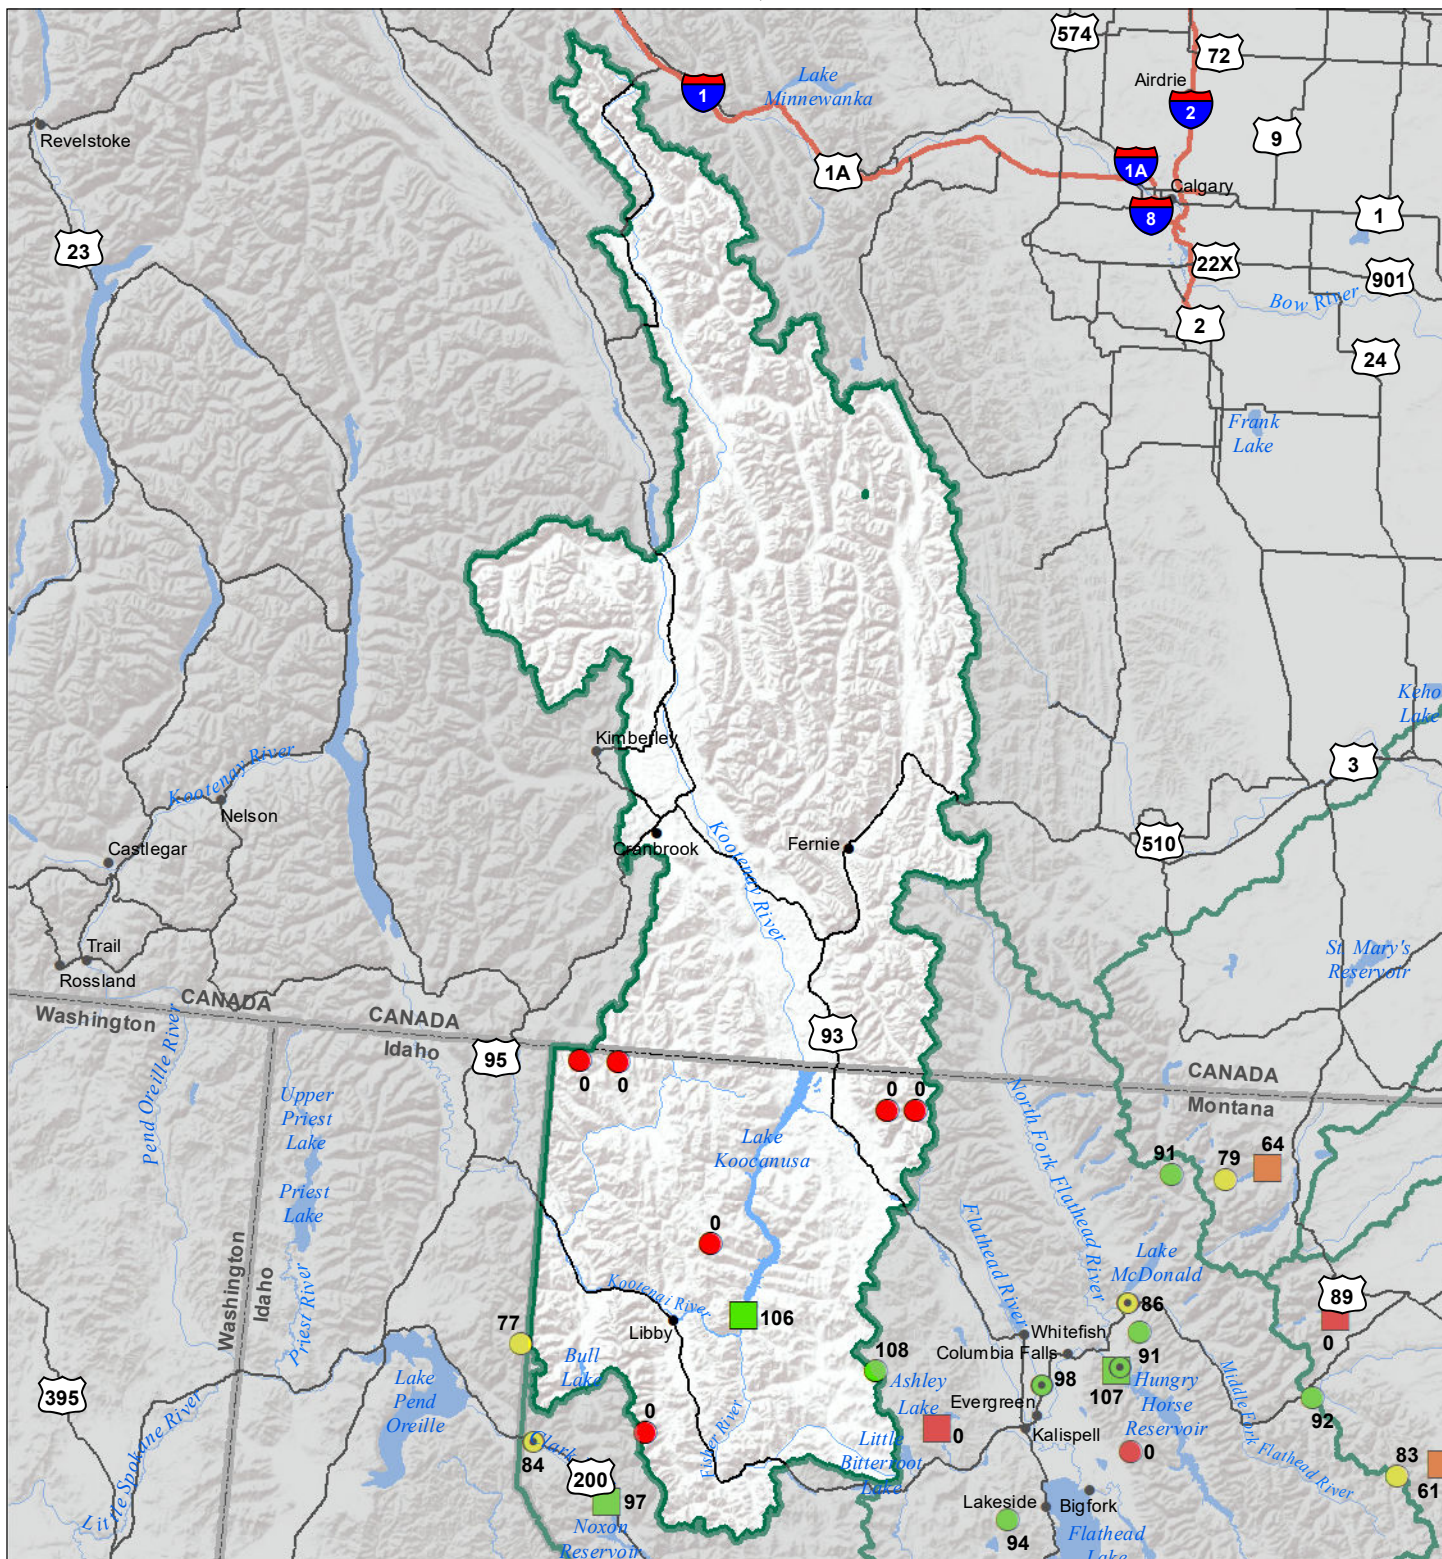 574
72
Airdrie
Lake
Minnewanka
1
2
9
Revelstoke
1A
1A
Calgary
8
1
23
22X
901
Bow River
2
24
Frank
Lake
Keho
Lake
Kimberley
3
Kootenay River
Nelson
Cranbrook
Kootenay River
Fernie
510
Castlegar
Trail
Rossland
St. Mary's
Reservoir
CANADA
Washington
CANADA
Idaho
95
93
CANADA
Montana
0
0
0
0
Pend Oreille River
Upper
Priest
Lake
Priest
Lake
Lake
Koocanusa
North Fork Flathead River
91
79
64
0
Washington
Idaho
Priest River
Flathead River
Lake
McDonald
Kootenai River
106
Libby
86
89
0
77
Bull
Lake
108
Ashley
Lake
Whitefish
Columbia Falls
91
98
107
Hungry
Horse
Reservoir
Middle Fork Flathead River
92
395
Lake
Pend
Oreille
Little Spokane River
0
Fisher River
Evergreen
0
Kalispell
0
Clark
84
200
97
Noxon
Reservoir
Little
Bitterroot
Lake
83
61
Lakeside
Bigfork
94
Flathead
Lake